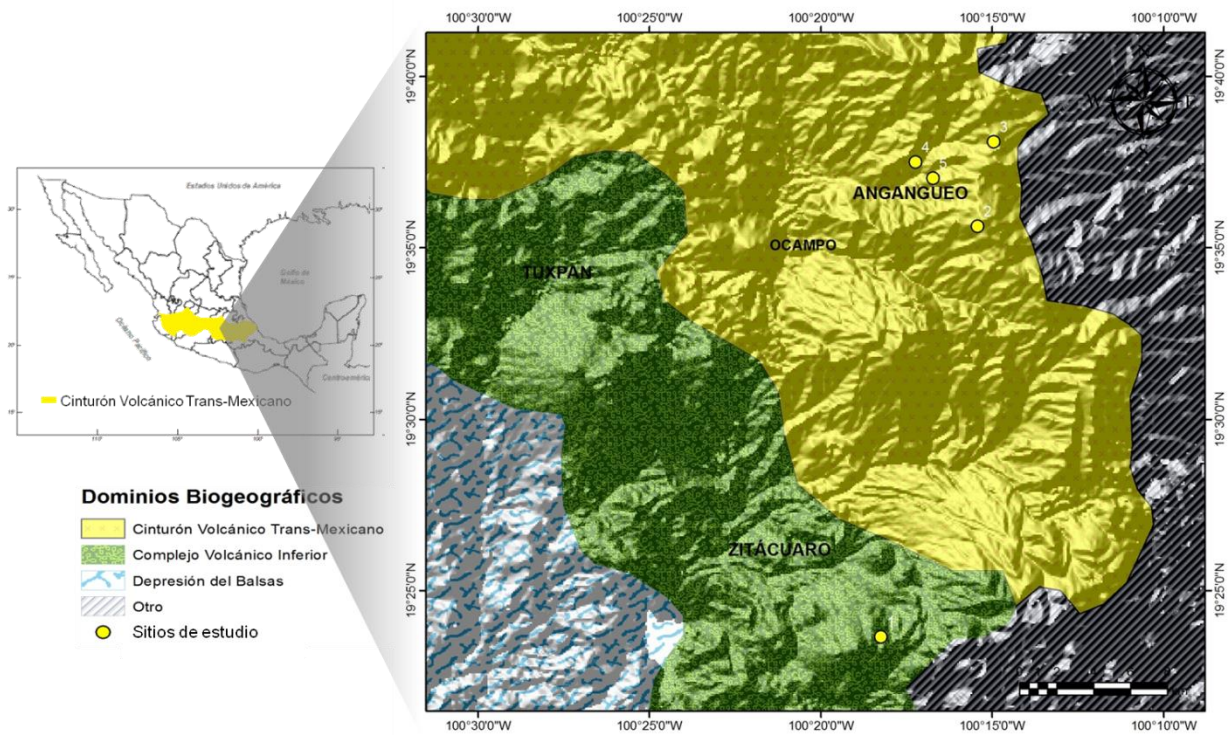 Estados Unidos de América
Golfo de
México
Océano Pacífico
Centroamérica
Cinturón Volcánico Trans-Mexicano
110°
105°
100°
Dominios Biogeográficos
Cinturón Volcánico Trans-Mexicano
Complejo Volcánico Inferior
Depresión del Balsas
Otro
Sitios de estudio
100°30'0"W 100°25'0"W 100°20'0"W 100°15'0"W 100°10'0"W
19°40'0"N 19°40'0"N
3
4
5
ANGANGUEO
2
OCAMPO
19°35'0"N 19°35'0"N
TUXPAN
19°30'0"N 19°30'0"N
ZITÁCUARO
19°25'0"N 19°25'0"N
1
100°30'0"W 100°25'0"W 100°20'0"W 100°15'0"W 100°10'0"W